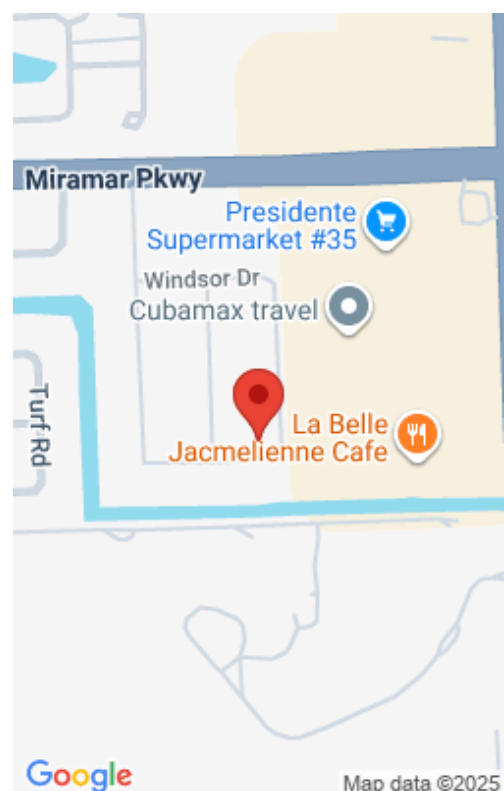 Miramar Pkwy
Presidente
Supermarket #35
Windsor Dr
Cubamax travel
Turf Rd
La Belle
Jacmelienne Cafe
Google
Map data ©2025